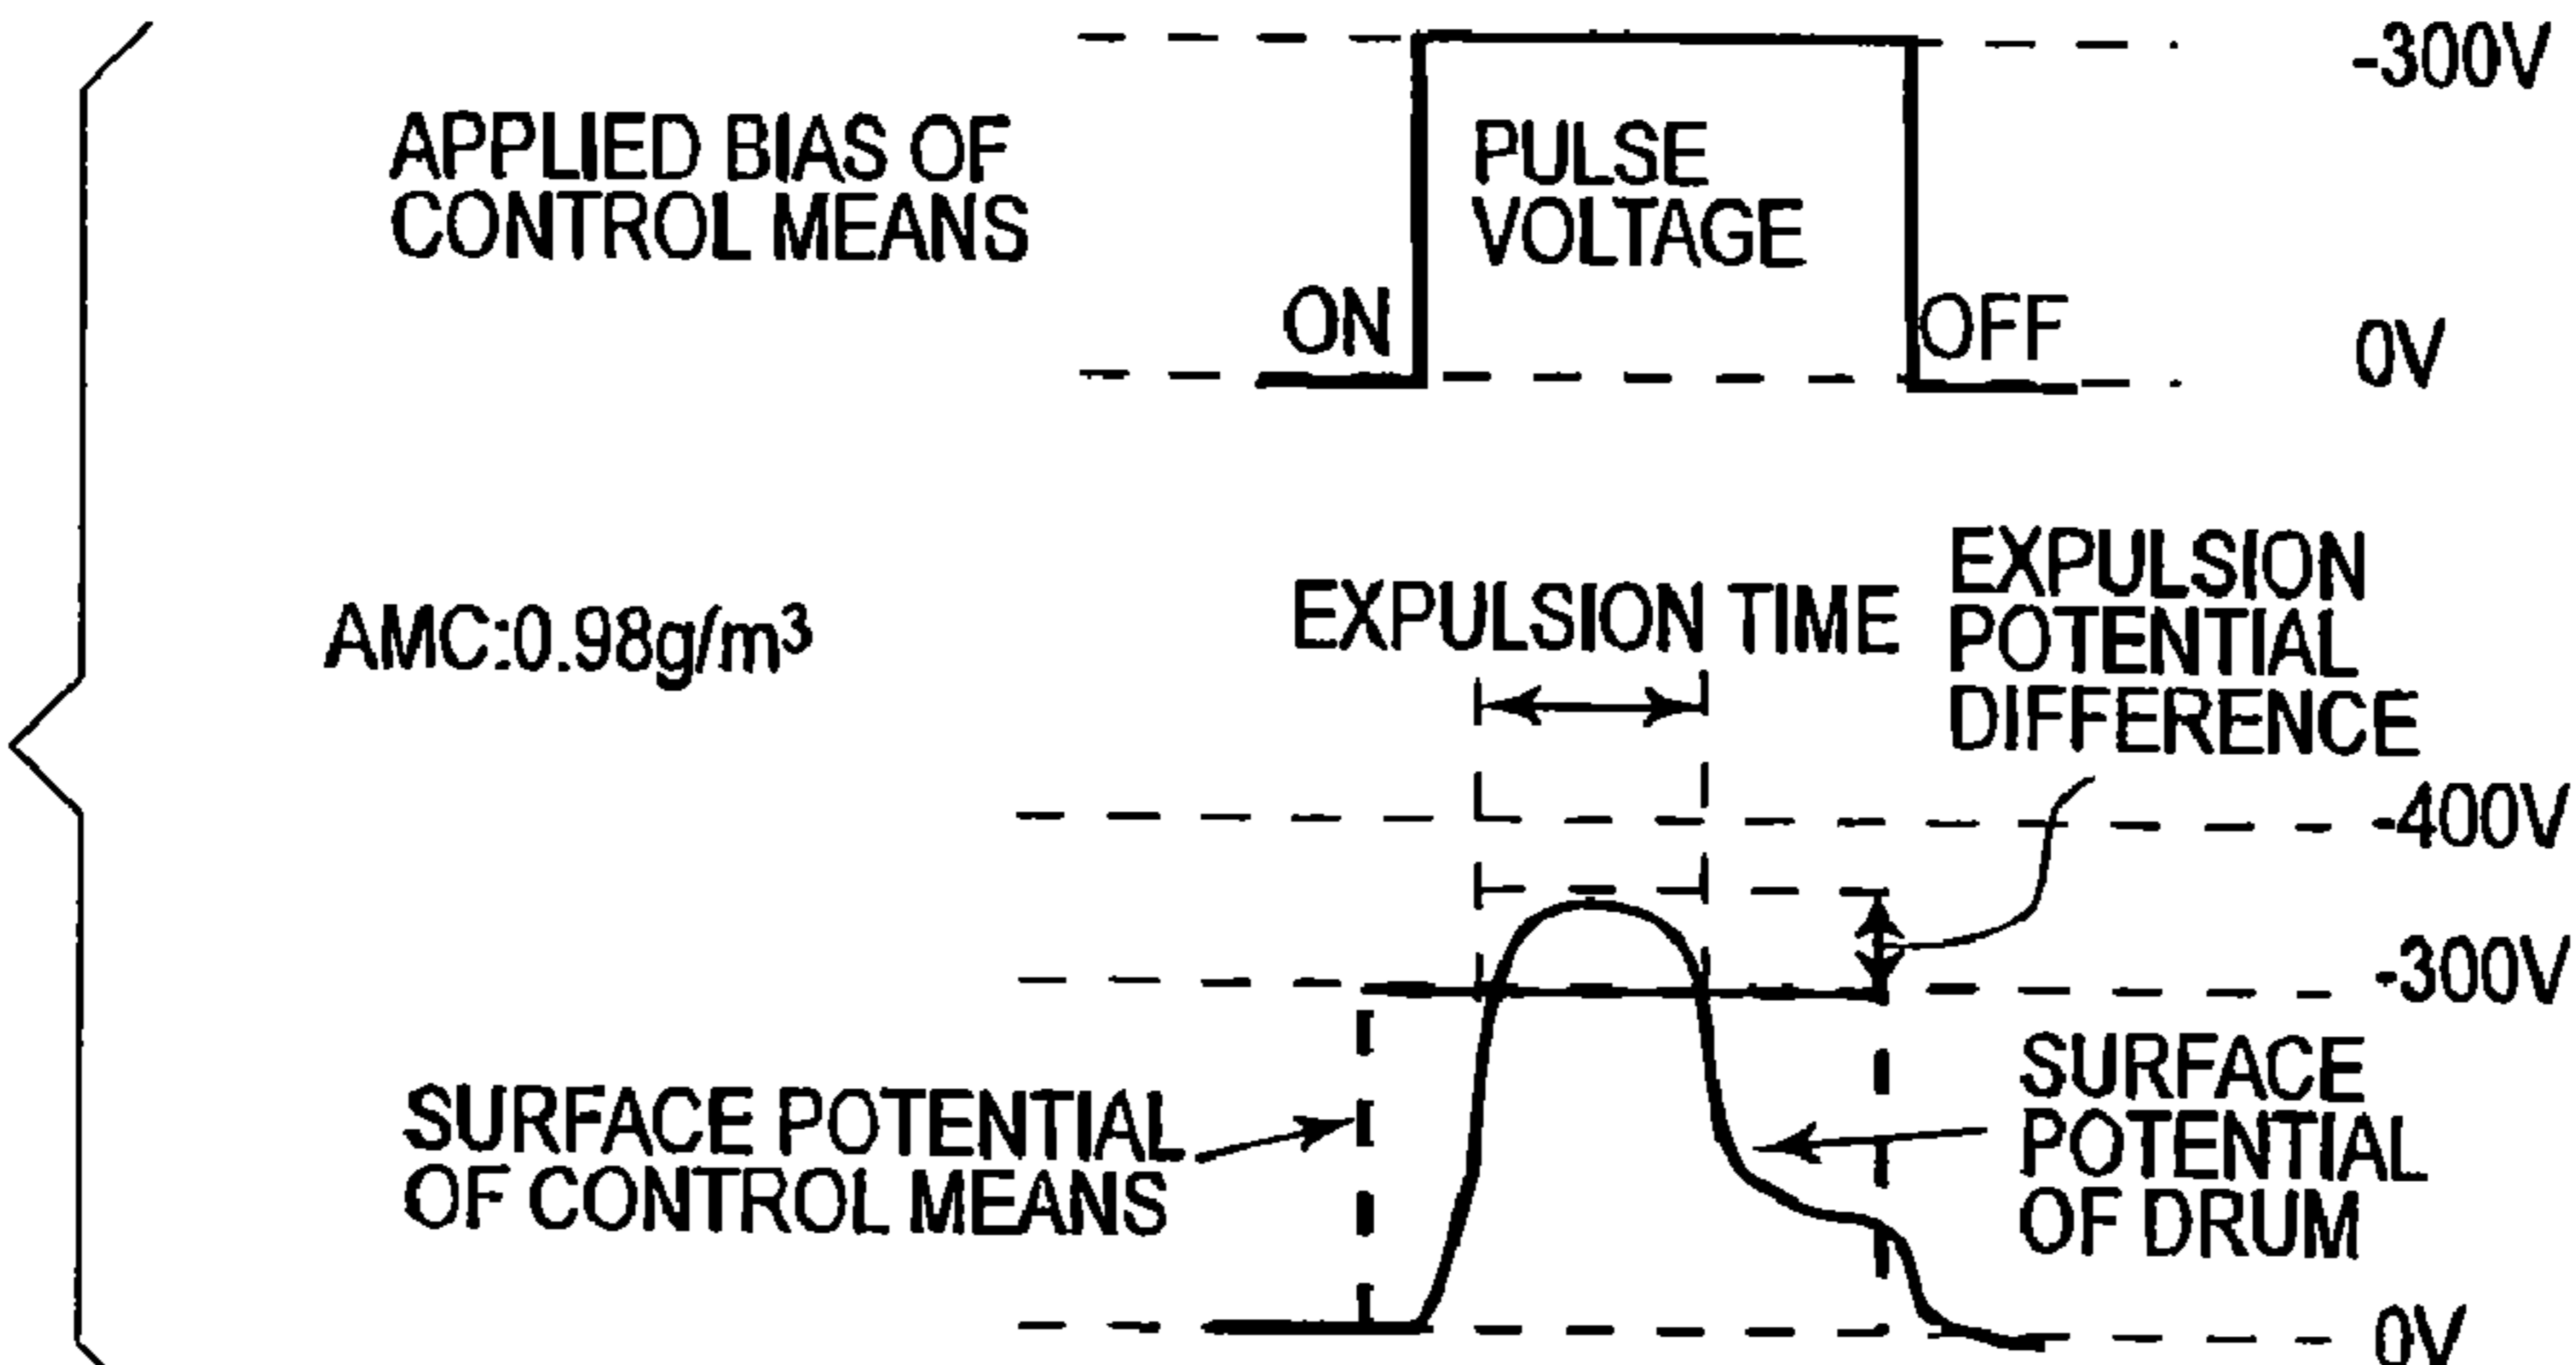 -300V
APPLIED BIAS OF
CONTROL MEANS
PULSE
VOLTAGE
ON
OFF
0V
AMC:0.98g/m³
EXPULSION TIME
EXPULSION
POTENTIAL
DIFFERENCE
-400V
-300V
SURFACE POTENTIAL
OF CONTROL MEANS
SURFACE
POTENTIAL
OF DRUM
0V